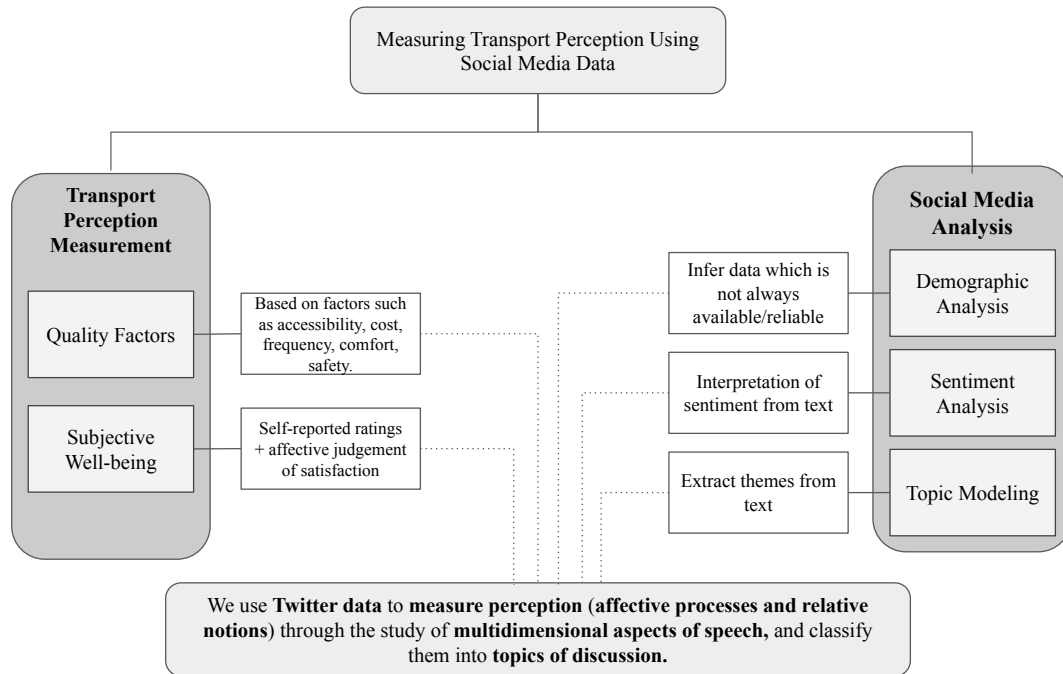 Measuring Transport Perception Using
Social Media Data
Transport
Perception
Measurement
Quality Factors
Based on factors such
as accessibility, cost,
frequency, comfort,
safety.
Subjective
Well-being
Self-reported ratings
+ affective judgement
of satisfaction
Social Media
Analysis
Infer data which is
not always
available/reliable
Demographic
Analysis
Interpretation of
sentiment from text
Sentiment
Analysis
Extract themes from
text
Topic Modeling
We use Twitter data to measure perception (affective processes and relative
notions) through the study of multidimensional aspects of speech, and classify
them into topics of discussion.